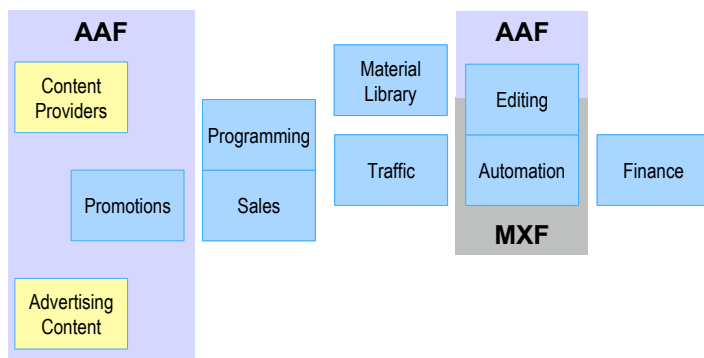 AAF
Content
Providers
Promotions
Advertising
Content
Programming
Sales
Material
Library
Traffic
AAF
Editing
Automation
MXF
Finance